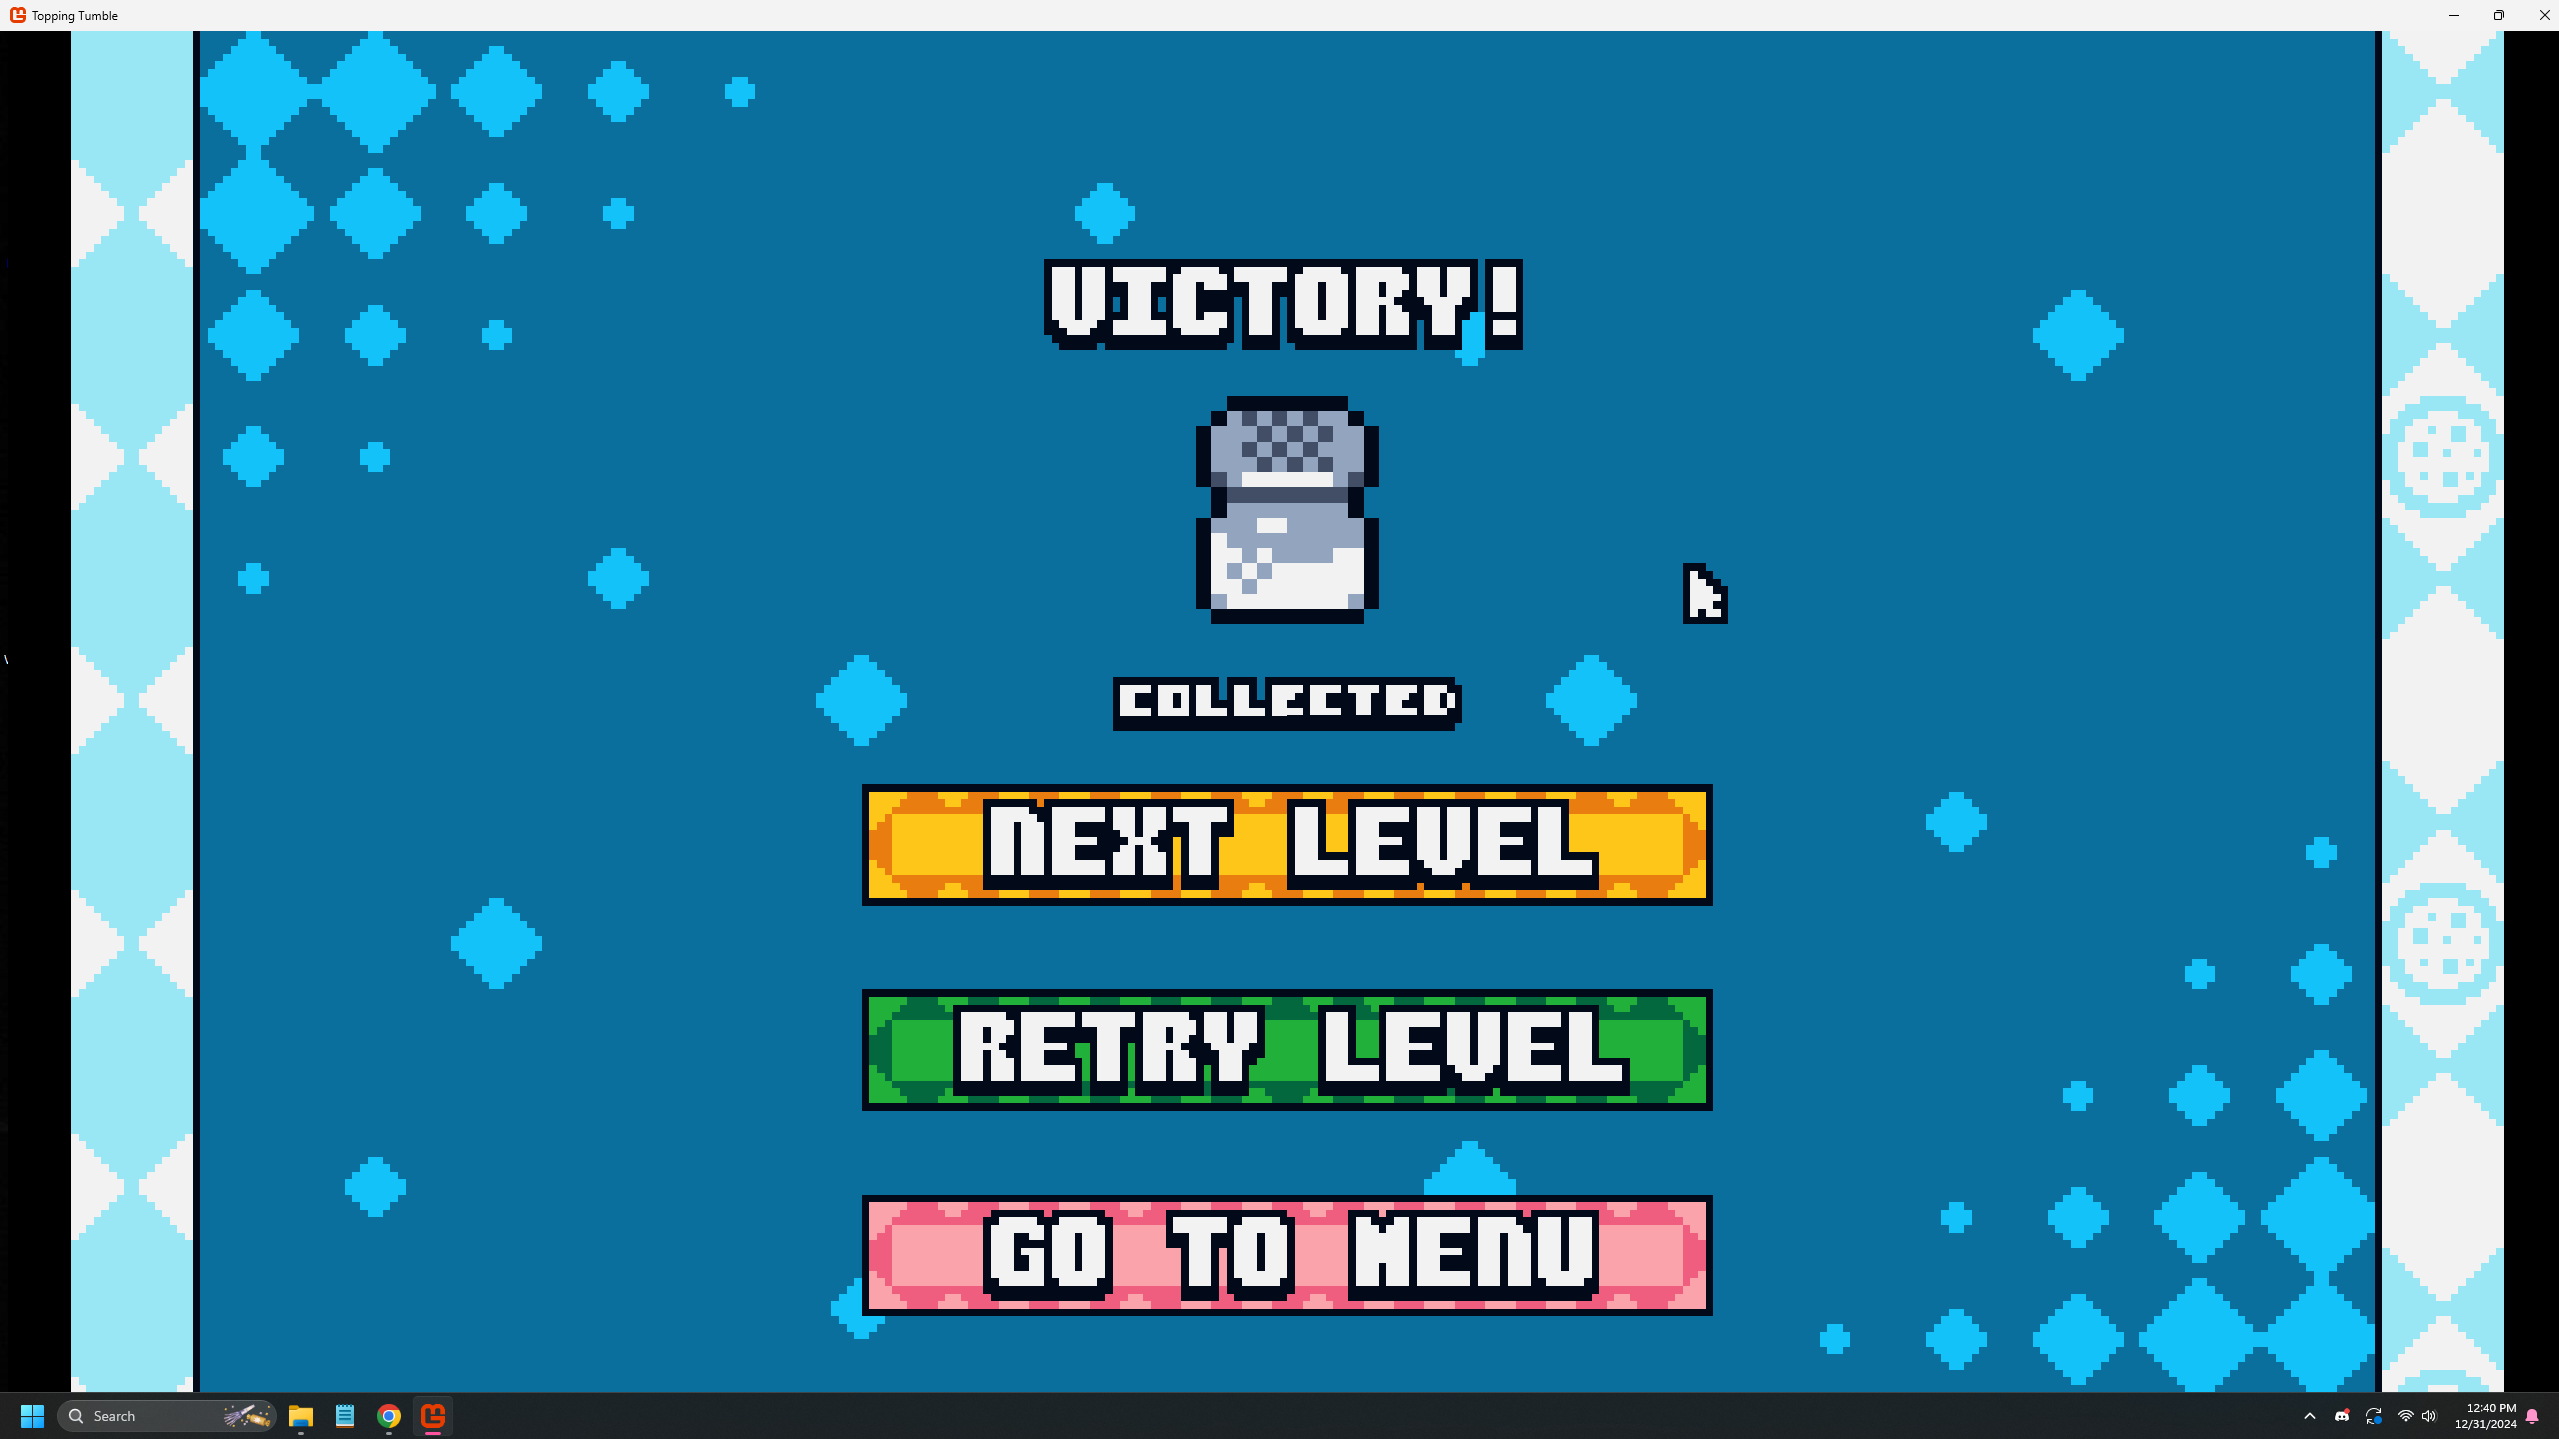 Topping Tumble
VICTORY!
COLLECTED
NEXT LEVEL
RETRY LEVEL
GO TO MENU
Search
12:40 PM
12/31/2024